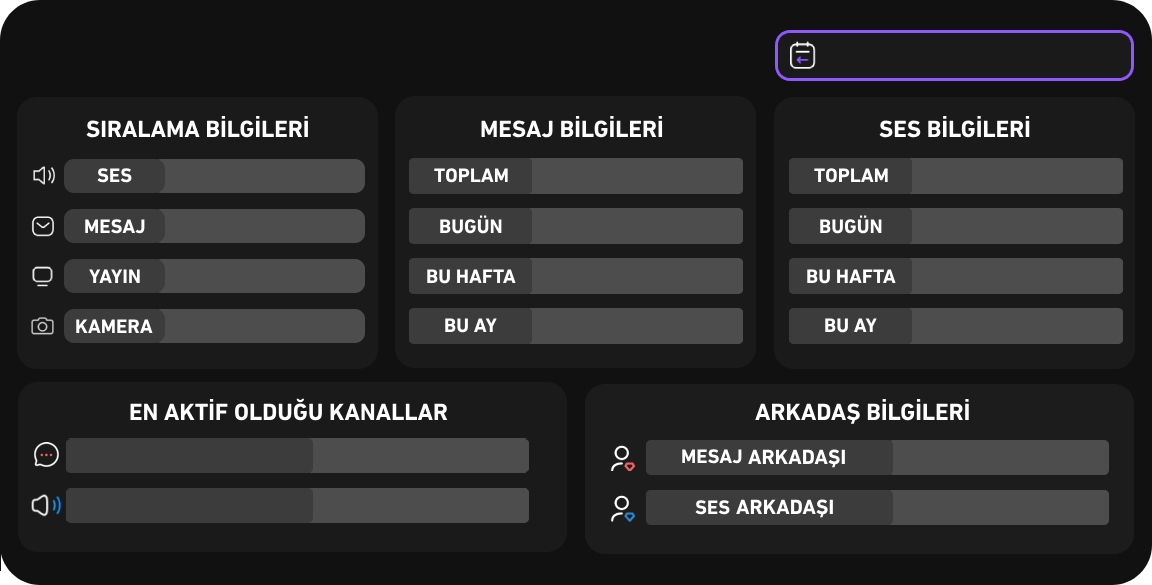 SIRALAMA BİLGİLERİ
SES
MESAJ
YAYIN
KAMERA
MESAJ BİLGİLERİ
TOPLAM
BUGÜN
BU HAFTA
BU AY
SES BİLGİLERİ
TOPLAM
BUGÜN
BU HAFTA
BU AY
EN AKTİF OLDUĞU KANALLAR
ARKADAŞ BİLGİLERİ
MESAJ ARKADAŞI
SES ARKADAŞI